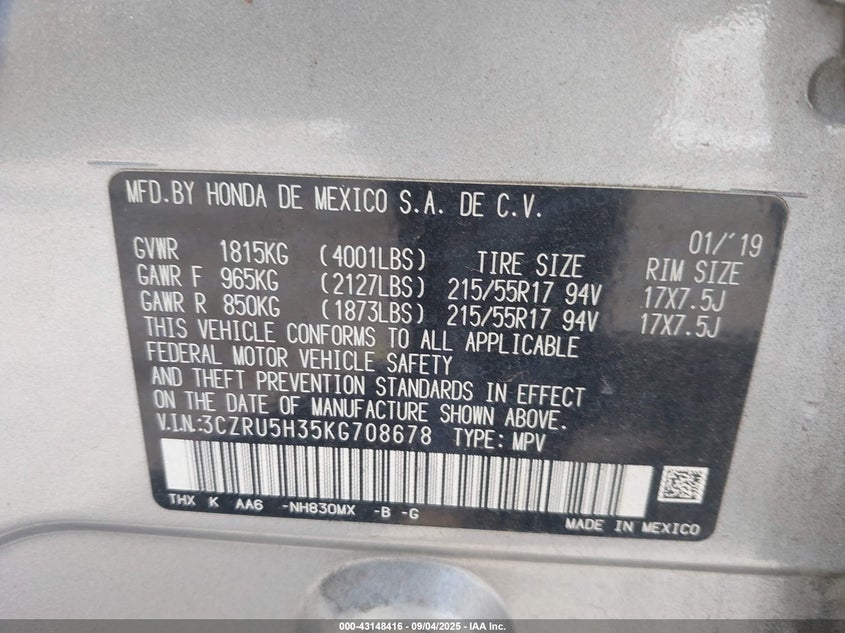 MFD.BY HONDA DE MEXICO S.A. DE C.V.
01/'19
GVWR 1815KG (4001LBS) TIRE SIZE RIM SIZE
GAWR F 965KG (2127LBS) 215/55R17 94V 17X7.5J
GAWR R 850KG (1873LBS) 215/55R17 94V 17X7.5J
THIS VEHICLE CONFORMS TO ALL APPLICABLE
FEDERAL MOTOR VEHICLE SAFETY
AND THEFT PREVENTION STANDARDS IN EFFECT
ON THE DATE OF MANUFACTURE SHOWN ABOVE.
V.I.N.:3CZRU5H35KG708678 TYPE: MPV
THX K AA6 -NH830MX -B -G
MADE IN MEXICO
000-43148416 - 09/04/2025 - IAA Inc.